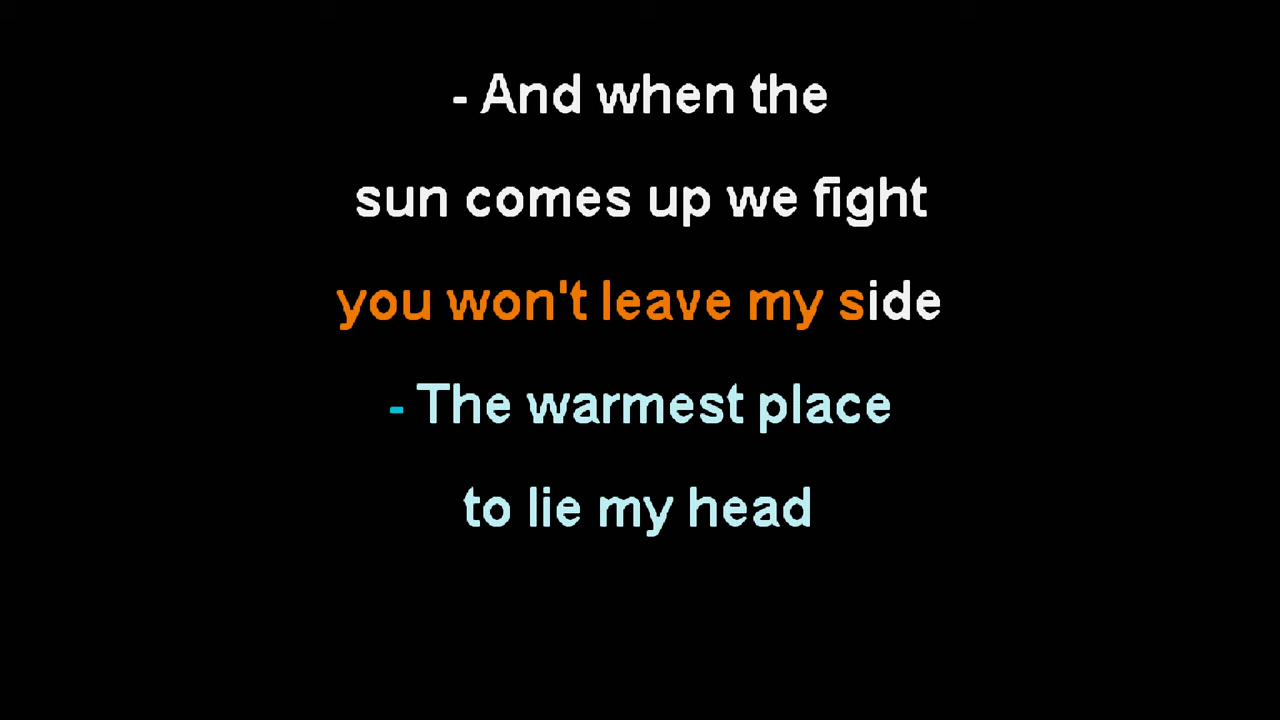 - And when the
sun comes up we fight
you won't leave my side
- The warmest place
to lie my head